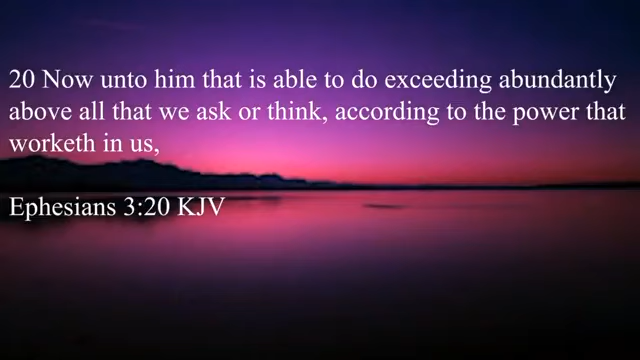 20 Now unto him that is able to do exceeding abundantly
above all that we ask or think, according to the power that
worketh in us,
Ephesians 3:20 KJV